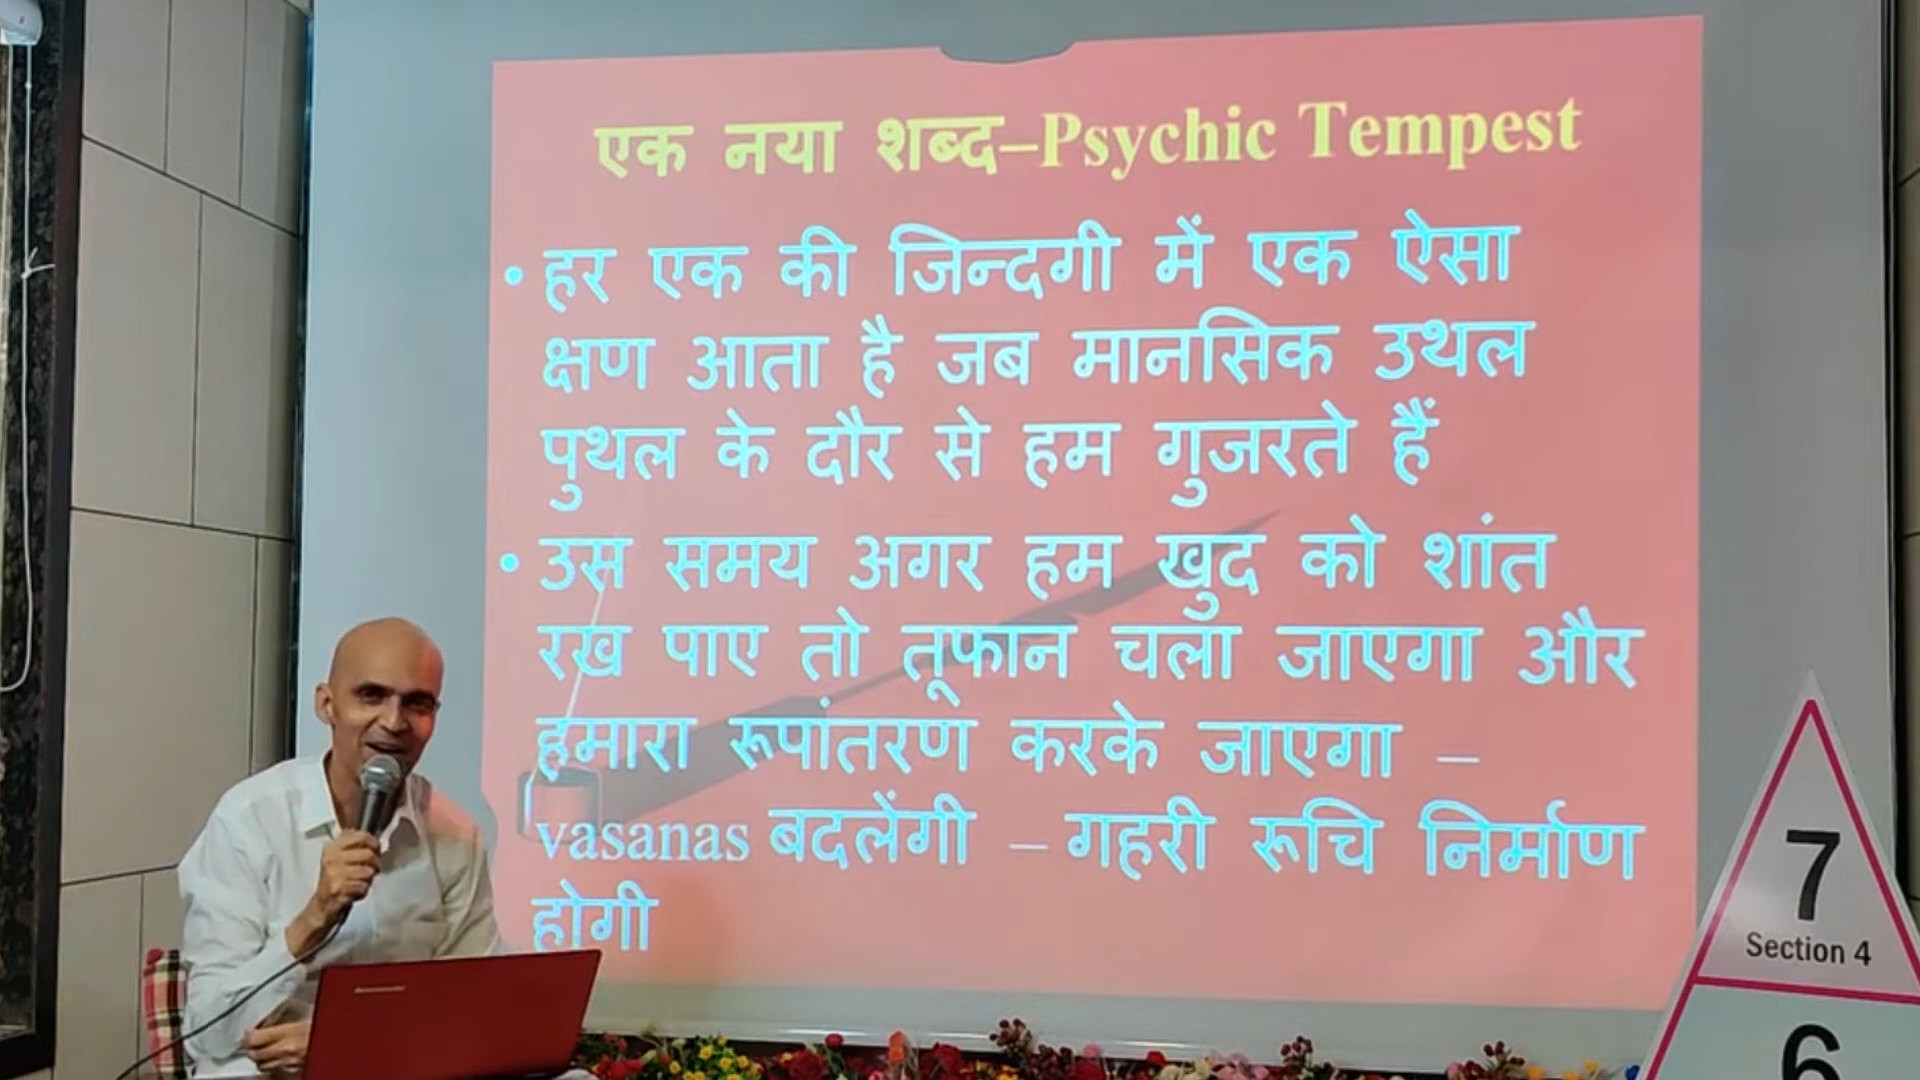 एक नया शब्द–Psychic Tempest
• हर एक की जिन्दगी में एक ऐसा
क्षण आता है जब मानसिक उथल
पुथल के दौर से हम गुजरते हैं
• उस समय अगर हम खुद को शांत
रख पाए तो तूफान चला जाएगा और
हमारा रूपांतरण करके जाएगा –
vasanas बदलेंगी – गहरी रूचि निर्माण
होगी
7
Section 4
6